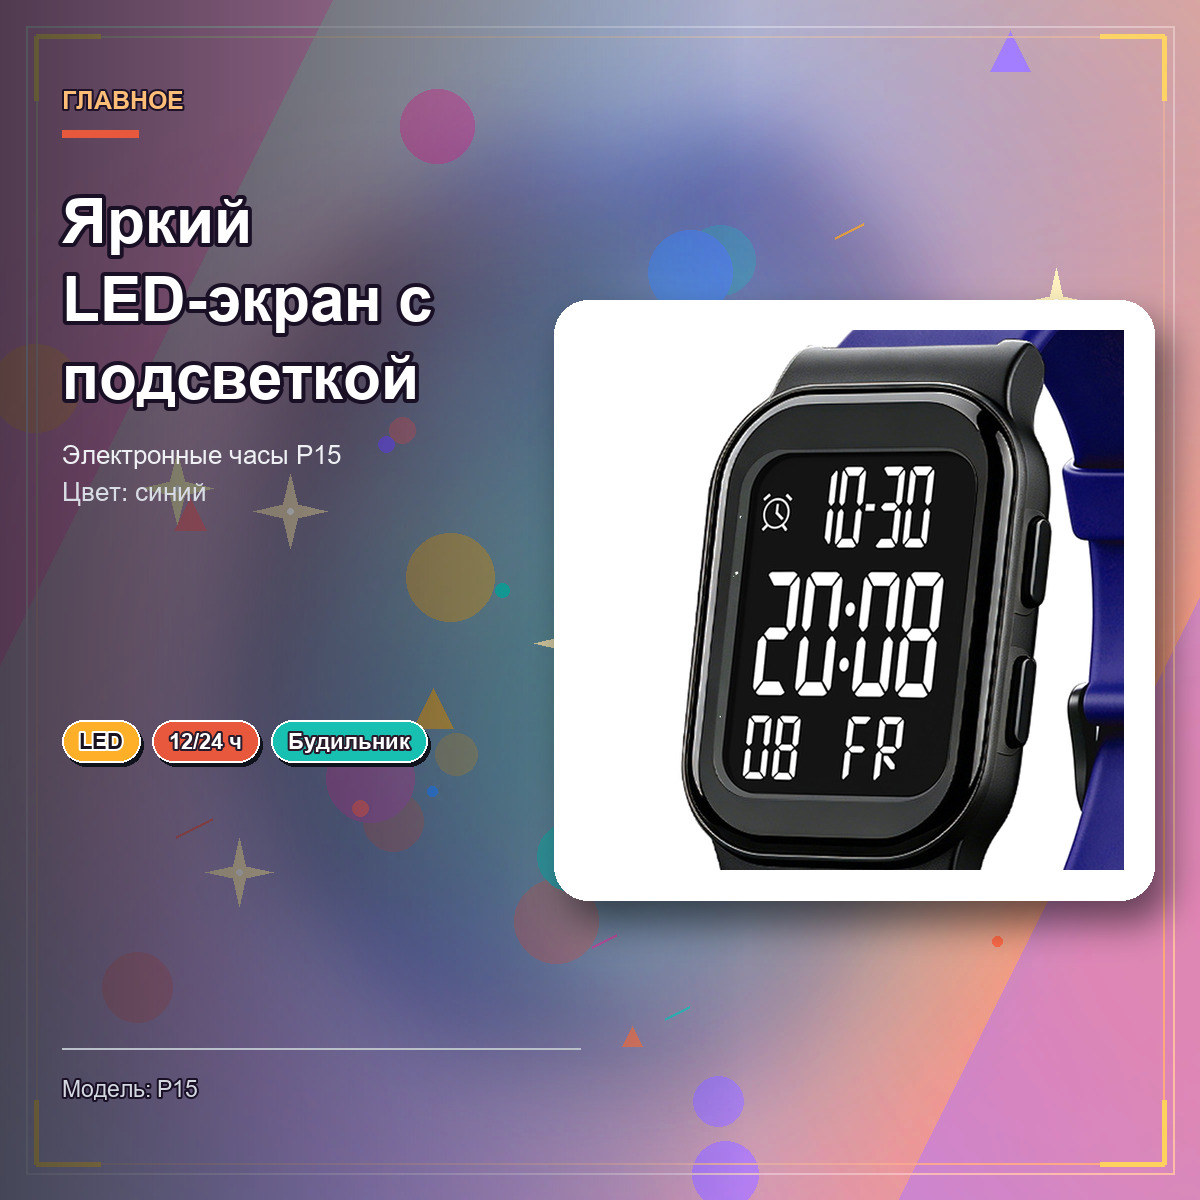 ГЛАВНОЕ
Яркий
LED-экран с
подсветкой
Электронные часы P15
Цвет: синий
10:30
20:08
08 FR
LED
12/24 ч
Будильник
Модель: P15